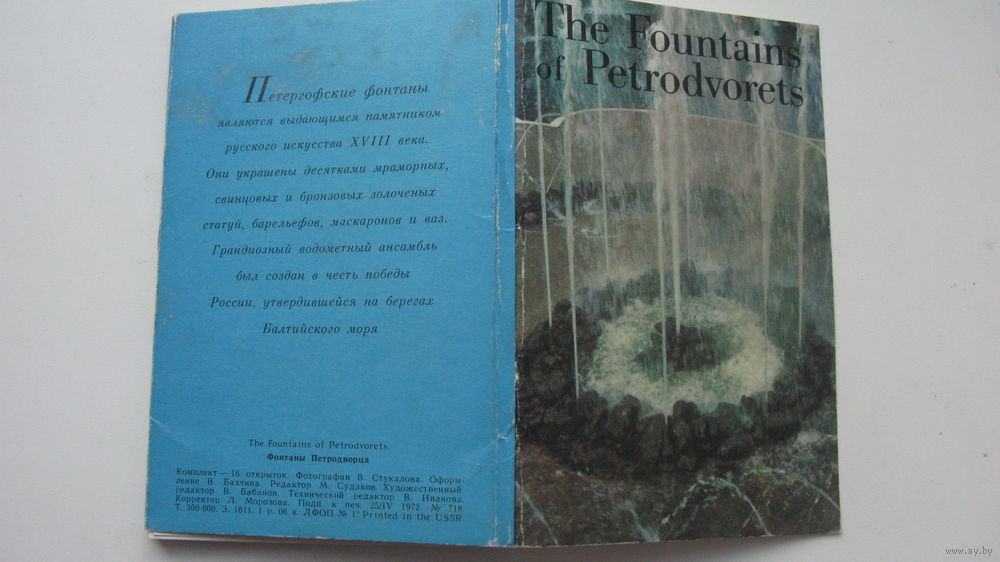 Петергофские фонтаны
являются выдающимся памятником
русского искусства XVIII века.
Они украшены десятками мраморных,
свинцовых и бронзовых золоченых
статуй, барельефов, маскаронов и ваз.
Грандиозный водометный ансамбль
был создан в честь победы
России, утвердившейся на берегах
Балтийского моря
The Fountains of Petrodvorets.
Фонтаны Петродворца
Комплект — 16 открыток. Фотографии В. Стукалова. Оформ-
ление В. Бахтина. Редактор М. Судаков. Художественный
редактор В. Бабанов. Технический редактор В. Иванова.
Корректор Л. Морозова. Подп. к печ. 25/IV 1972. № 718.
Т. 300 000. З. 1611. 1 р. 06 к. ЛФОП № 1. Printed in the USSR
The Fountains
of Petrodvorets
www.ay.by